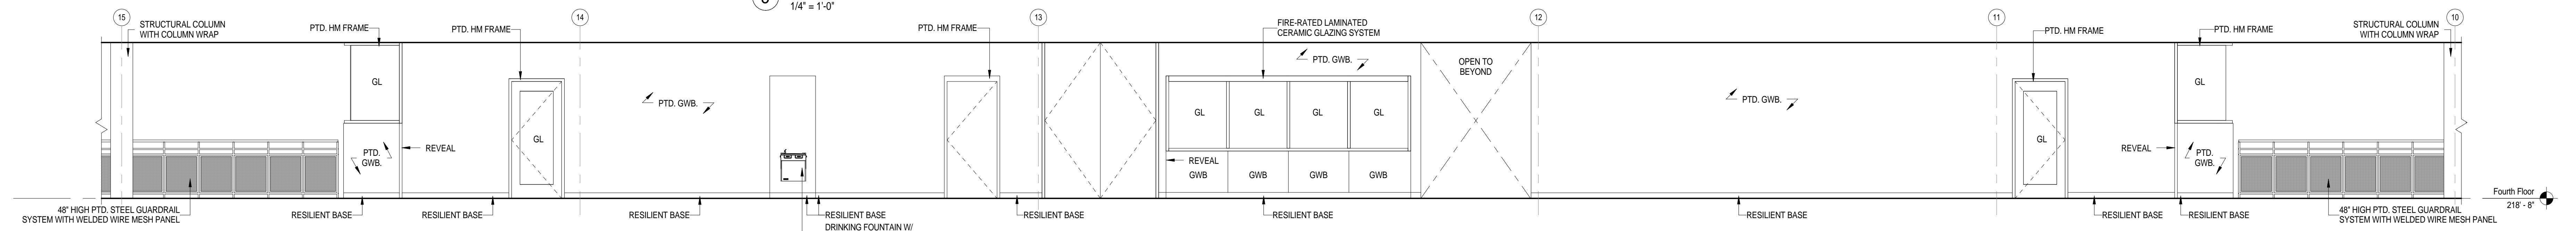 1/4" = 1'-0"
15
14
13
12
11
10
STRUCTURAL COLUMN
WITH COLUMN WRAP
PTD. HM FRAME
PTD. HM FRAME
PTD. HM FRAME
FIRE-RATED LAMINATED
CERAMIC GLAZING SYSTEM
PTD. HM FRAME
PTD. HM FRAME
STRUCTURAL COLUMN
WITH COLUMN WRAP
PTD. GWB.
OPEN TO
BEYOND
GL
GL
PTD. GWB.
PTD. GWB.
GL
GL
GL
GL
GL
GL
PTD.
GWB.
REVEAL
REVEAL
REVEAL
PTD.
GWB.
GWB
GWB
GWB
GWB
Fourth Floor
218' - 8"
48" HIGH PTD. STEEL GUARDRAIL
SYSTEM WITH WELDED WIRE MESH PANEL
RESILIENT BASE
RESILIENT BASE
RESILIENT BASE
RESILIENT BASE
DRINKING FOUNTAIN W/
RESILIENT BASE
RESILIENT BASE
RESILIENT BASE
RESILIENT BASE
RESILIENT BASE
48" HIGH PTD. STEEL GUARDRAIL
SYSTEM WITH WELDED WIRE MESH PANEL